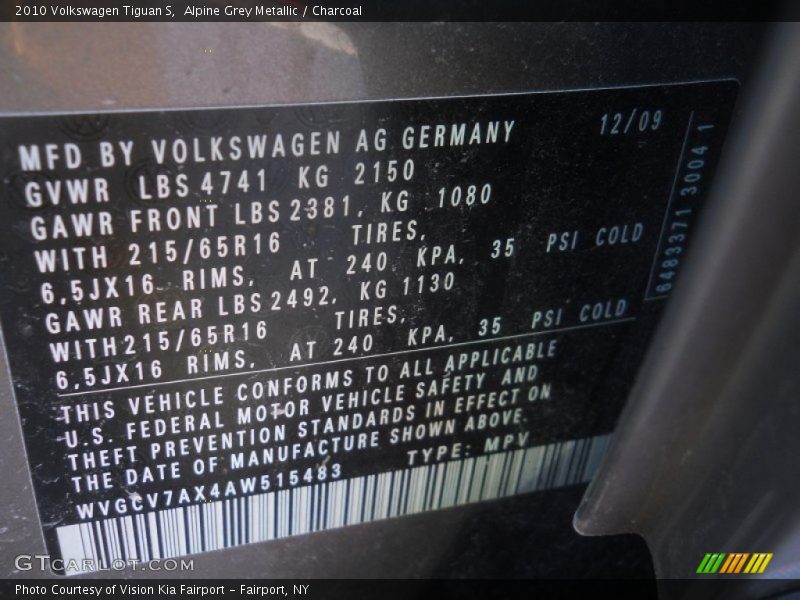 2010 Volkswagen Tiguan S,  Alpine Grey Metallic / Charcoal
12/09
MFD BY VOLKSWAGEN AG GERMANY
GVWR LBS 4741 KG 2150
GAWR FRONT LBS 2381, KG 1080
WITH 215/65R16 TIRES,
6,5JX16 RIMS, AT 240 KPA, 35 PSI COLD
GAWR REAR LBS 2492, KG 1130
WITH 215/65R16 TIRES,
6,5JX16 RIMS, AT 240 KPA, 35 PSI COLD
6483371 30041
THIS VEHICLE CONFORMS TO ALL APPLICABLE
U.S. FEDERAL MOTOR VEHICLE SAFETY AND
THEFT PREVENTION STANDARDS IN EFFECT ON
THE DATE OF MANUFACTURE SHOWN ABOVE
WVGCV7AX4AW515483 TYPE: MPV
GTcarlot.com
Photo Courtesy of Vision Kia Fairport – Fairport, NY